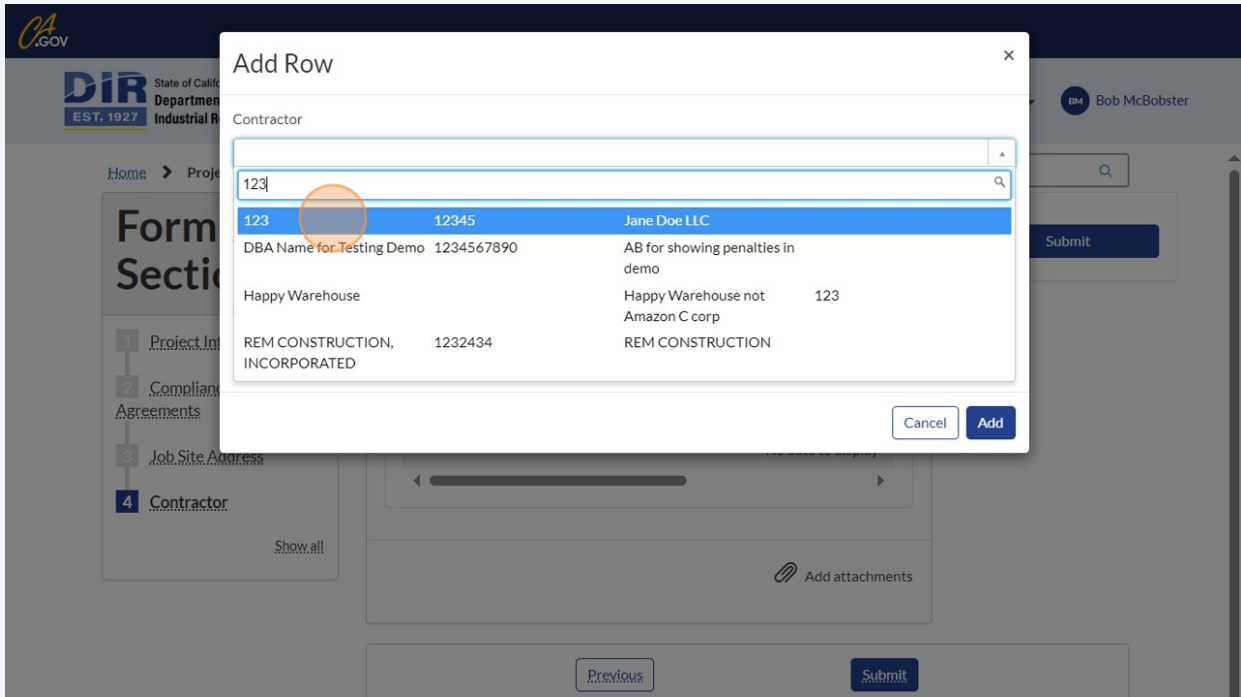 CA.GOV
Add Row
×
DIR
EST. 1927
State of Califo
Departmen
Industrial R
BM Bob McBobster
Contractor
Home Proje
123
123 12345 Jane Doe LLC
DBA Name for Testing Demo 1234567890 AB for showing penalties in
demo
Happy Warehouse Happy Warehouse not 123
Amazon C corp
REM CONSTRUCTION, 1232434 REM CONSTRUCTION
INCORPORATED
Form
Sectio
Submit
1 Project Inf
2 Complianc
Agreements
3 Job Site Address
4 Contractor
Show all
Cancel Add
No data to display
Add attachments
Previous Submit